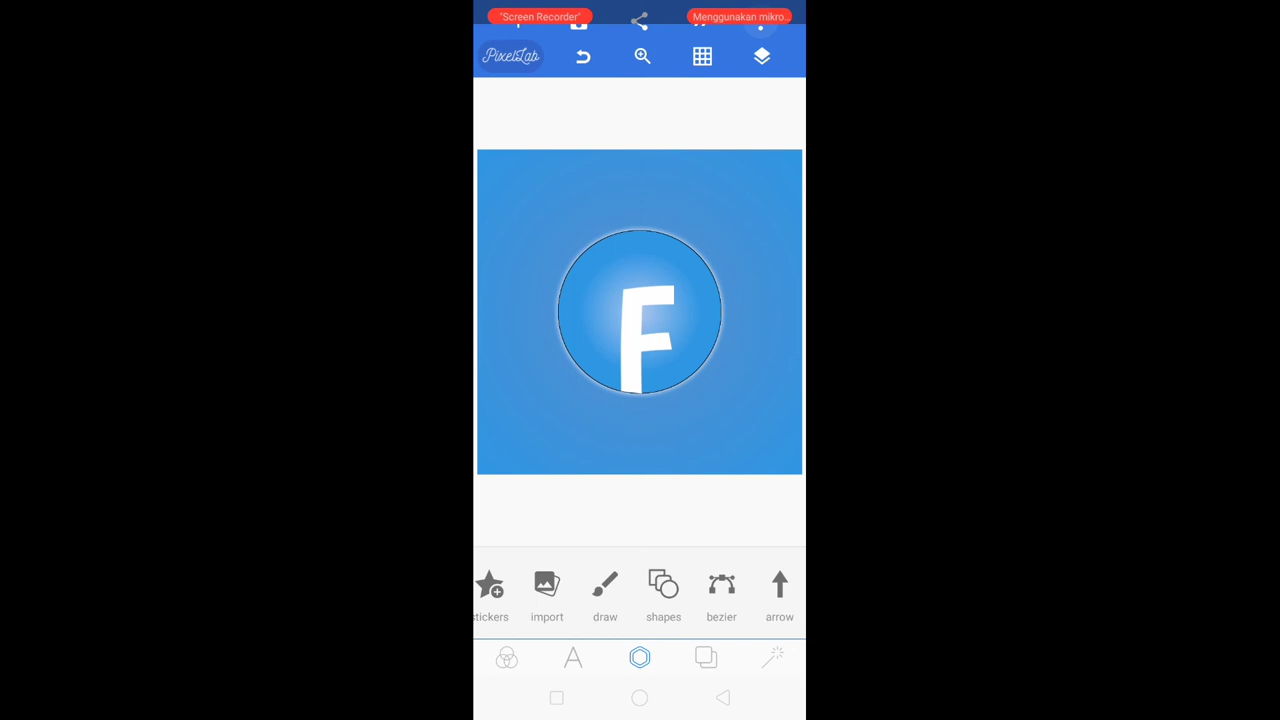 "Screen Recorder"
Menggunakan mikro...
PixelLab
F
stickers
import
draw
shapes
bezier
arrow